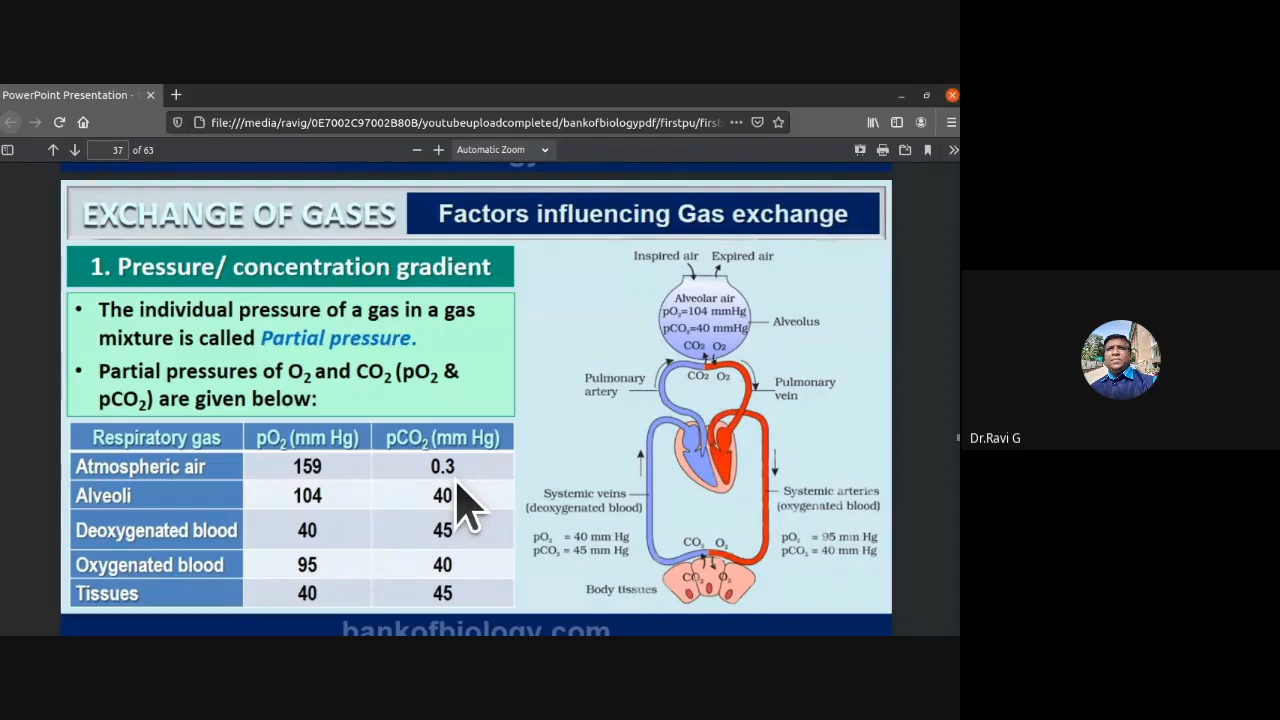 PowerPoint Presentation -
file:///media/ravig/0E7002C97002B80B/youtubeuploadcompleted/bankofbiologypdf/firstpu/first
37 of 63
Automatic Zoom
EXCHANGE OF GASES
Factors influencing Gas exchange
1. Pressure/ concentration gradient
• The individual pressure of a gas in a gas
mixture is called Partial pressure.
• Partial pressures of O₂ and CO₂ (pO₂ &
pCO₂) are given below:
Respiratory gas pO₂ (mm Hg) pCO₂ (mm Hg)
Atmospheric air 159 0.3
Alveoli 104 40
Deoxygenated blood 40 45
Oxygenated blood 95 40
Tissues 40 45
Inspired air Expired air
Alveolar air
pO₂=104 mmHg
pCO₂=40 mmHg
CO₂ O₂
Alveolus
CO₂ O₂
Pulmonary
artery
Pulmonary
vein
Systemic veins
(deoxygenated blood)
pO₂ = 40 mm Hg
pCO₂ = 45 mm Hg
Systemic arteries
(oxygenated blood)
pO₂ = 95 mm Hg
pCO₂ = 40 mm Hg
CO₂ O₂
CO₂ O₂
Body tissues
bankofbiology.com
Dr.Ravi G